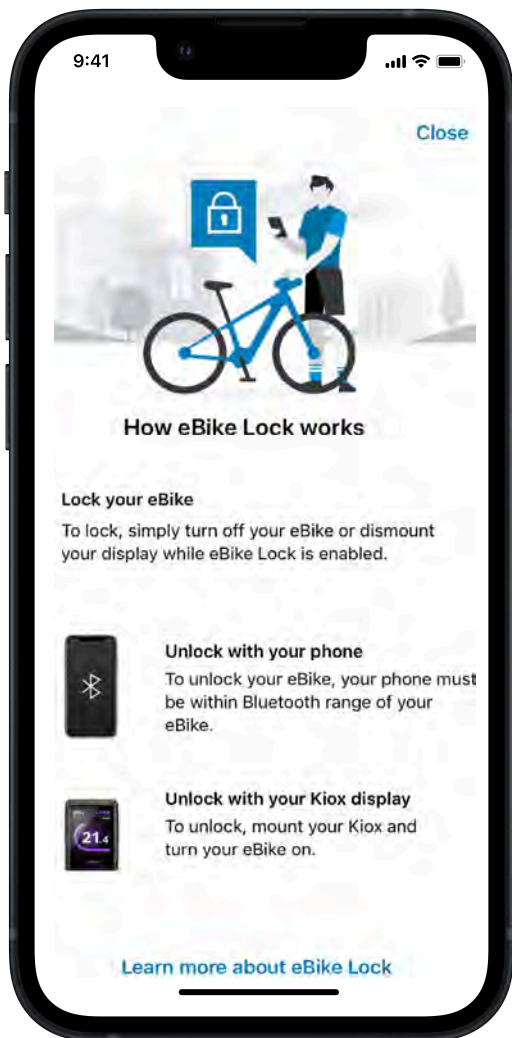 9:41
Close
How eBike Lock works
Lock your eBike
To lock, simply turn off your eBike or dismount
your display while eBike Lock is enabled.
Unlock with your phone
To unlock your eBike, your phone must
be within Bluetooth range of your
eBike.
21.4
Unlock with your Kiox display
To unlock, mount your Kiox and
turn your eBike on.
Learn more about eBike Lock